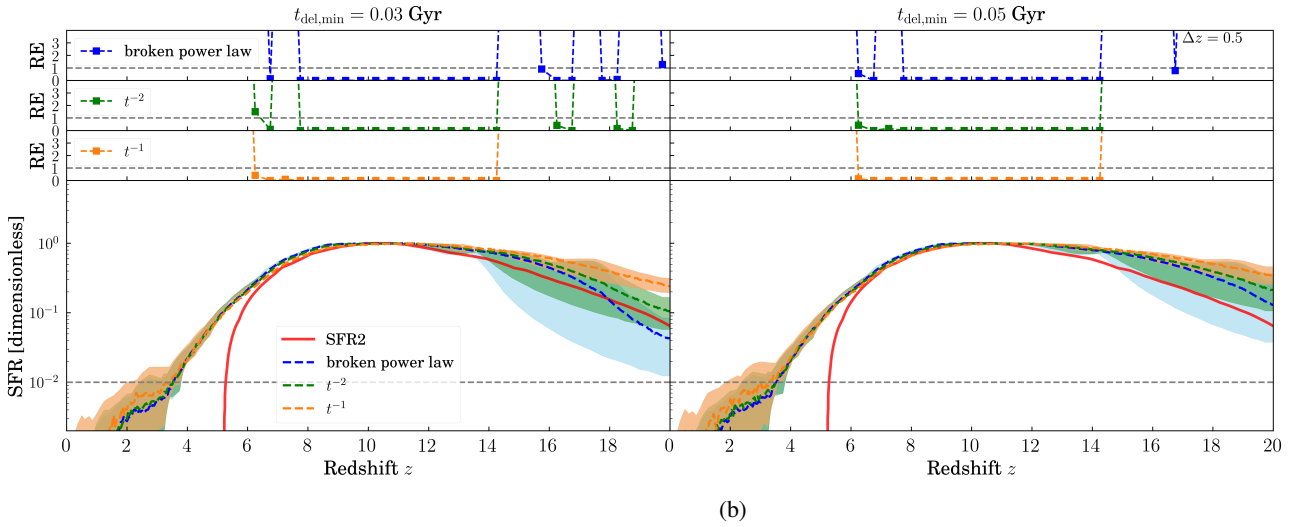 t_del,min = 0.03 Gyr
t_del,min = 0.05 Gyr
RE
3
2
1
0
broken power law
Δz = 0.5
RE
3
2
1
0
t⁻²
RE
3
2
1
0
t⁻¹
SFR [dimensionless]
10⁰
10⁻¹
10⁻²
SFR2
broken power law
t⁻²
t⁻¹
0 2 4 6 8 10 12 14 16 18 20
0 2 4 6 8 10 12 14 16 18 20
Redshift z
Redshift z
(b)